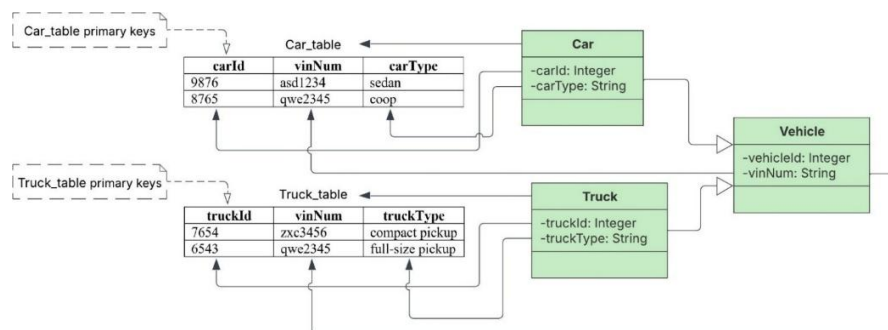 Car_table primary keys
Car_table
carId vinNum carType
9876 asd1234 sedan
8765 qwe2345 coop
Car
-carId: Integer
-carType: String
Vehicle
-vehicleId: Integer
-vinNum: String
Truck_table primary keys
Truck_table
truckId vinNum truckType
7654 zxc3456 compact pickup
6543 qwe2345 full-size pickup
Truck
-truckId: Integer
-truckType: String